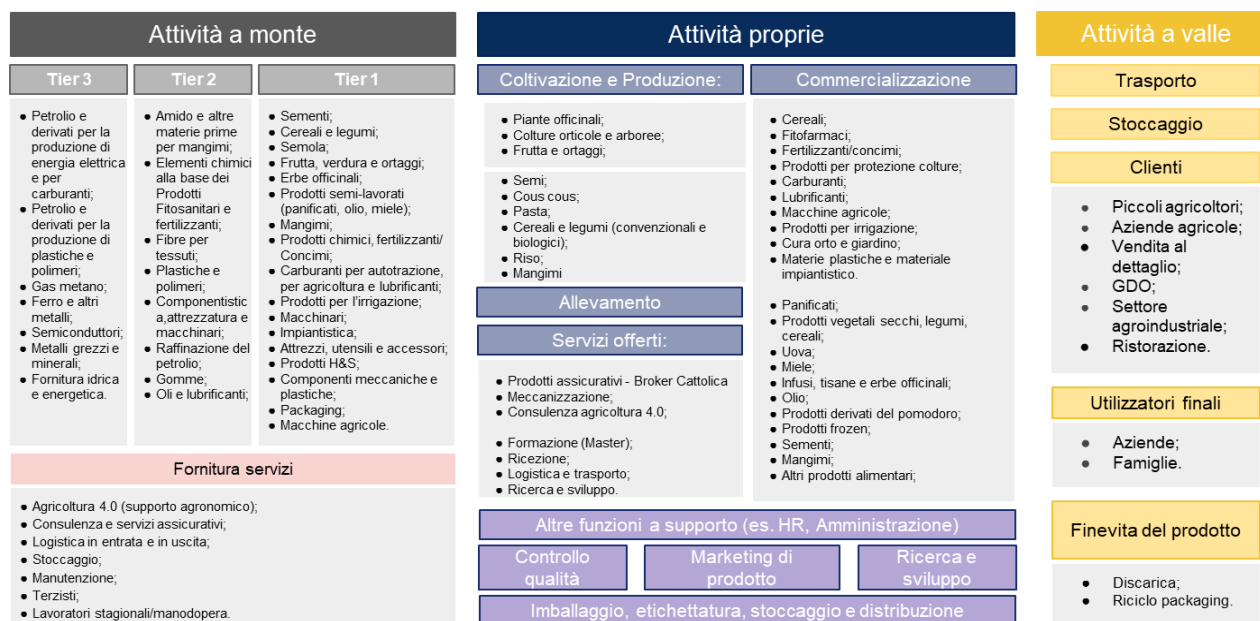 Attività a monte
Tier 3
Tier 2
Tier 1
● Petrolio e
derivati per la
produzione di
energia elettrica
e per
carburanti;
● Petrolio e
derivati per la
produzione di
plastiche e
polimeri;
● Gas metano;
● Ferro e altri
metalli;
● Semiconduttori;
● Metalli grezzi e
minerali;
● Fornitura idrica
e energetica.
● Amido e altre
materie prime
per mangimi;
● Elementi chimici
alla base dei
Prodotti
Fitosanitari e
fertilizzanti;
● Fibre per
tessuti;
● Plastiche e
polimeri;
● Componentistic
a,attrezzatura e
macchinari;
● Raffinazione del
petrolio;
● Gomme;
● Oli e lubrificanti;
● Sementi;
● Cereali e legumi;
● Semola;
● Frutta, verdura e ortaggi;
● Erbe officinali;
● Prodotti semi-lavorati
(panificati, olio, miele);
● Mangimi;
● Prodotti chimici, fertilizzanti/
Concimi;
● Carburanti per autotrazione,
per agricoltura e lubrificanti;
● Prodotti per l'irrigazione;
● Macchinari;
● Impiantistica;
● Attrezzi, utensili e accessori;
● Prodotti H&S;
● Componenti meccaniche e
plastiche;
● Packaging;
● Macchine agricole.
Fornitura servizi
● Agricoltura 4.0 (supporto agronomico);
● Consulenza e servizi assicurativi;
● Logistica in entrata e in uscita;
● Stoccaggio;
● Manutenzione;
● Terzisti;
● Lavoratori stagionali/manodopera.
Attività proprie
Coltivazione e Produzione:
● Piante officinali;
● Colture orticole e arboree;
● Frutta e ortaggi;
● Semi;
● Cous cous;
● Pasta;
● Cereali e legumi (convenzionali e
biologici);
● Riso;
● Mangimi
Allevamento
Servizi offerti:
● Prodotti assicurativi - Broker Cattolica
● Meccanizzazione;
● Consulenza agricoltura 4.0;
● Formazione (Master);
● Ricezione;
● Logistica e trasporto;
● Ricerca e sviluppo.
Commercializzazione
● Cereali;
● Fitofarmaci;
● Fertilizzanti/concimi;
● Prodotti per protezione colture;
● Carburanti;
● Lubrificanti;
● Macchine agricole;
● Prodotti per irrigazione;
● Cura orto e giardino;
● Materie plastiche e materiale
impiantistico.
● Panificati;
● Prodotti vegetali secchi, legumi,
cereali;
● Uova;
● Miele;
● Infusi, tisane e erbe officinali;
● Olio;
● Prodotti derivati del pomodoro;
● Prodotti frozen;
● Sementi;
● Mangimi;
● Altri prodotti alimentari;
Altre funzioni a supporto (es. HR, Amministrazione)
Controllo
qualità
Marketing di
prodotto
Ricerca e
sviluppo
Imballaggio, etichettatura, stoccaggio e distribuzione
Attività a valle
Trasporto
Stoccaggio
Clienti
● Piccoli agricoltori;
● Aziende agricole;
● Vendita al
dettaglio;
● GDO;
● Settore
agroindustriale;
● Ristorazione.
Utilizzatori finali
● Aziende;
● Famiglie.
Finevita del prodotto
● Discarica;
● Riciclo packaging.